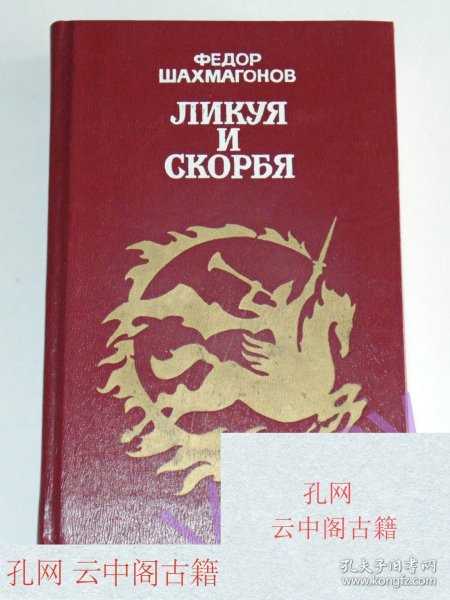 ФЕДОР
ШАХМАГОНОВ
ЛИКУЯ
И
СКОРБЯ
孔网
云中阁古籍
孔网 云中阁古籍
孔夫子旧书网
www.kongfz.com